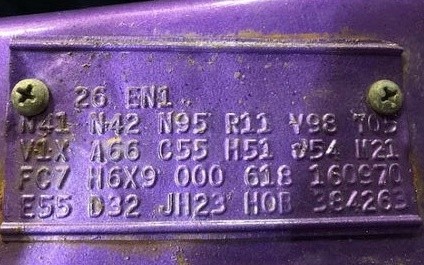 26 EN1
N41 N42 N95 R11 V98 T05
V1X A66 C55 H51 J54 M21
FC7 H6X9 000 618 160970
E55 D32 JH23 H0B 384263